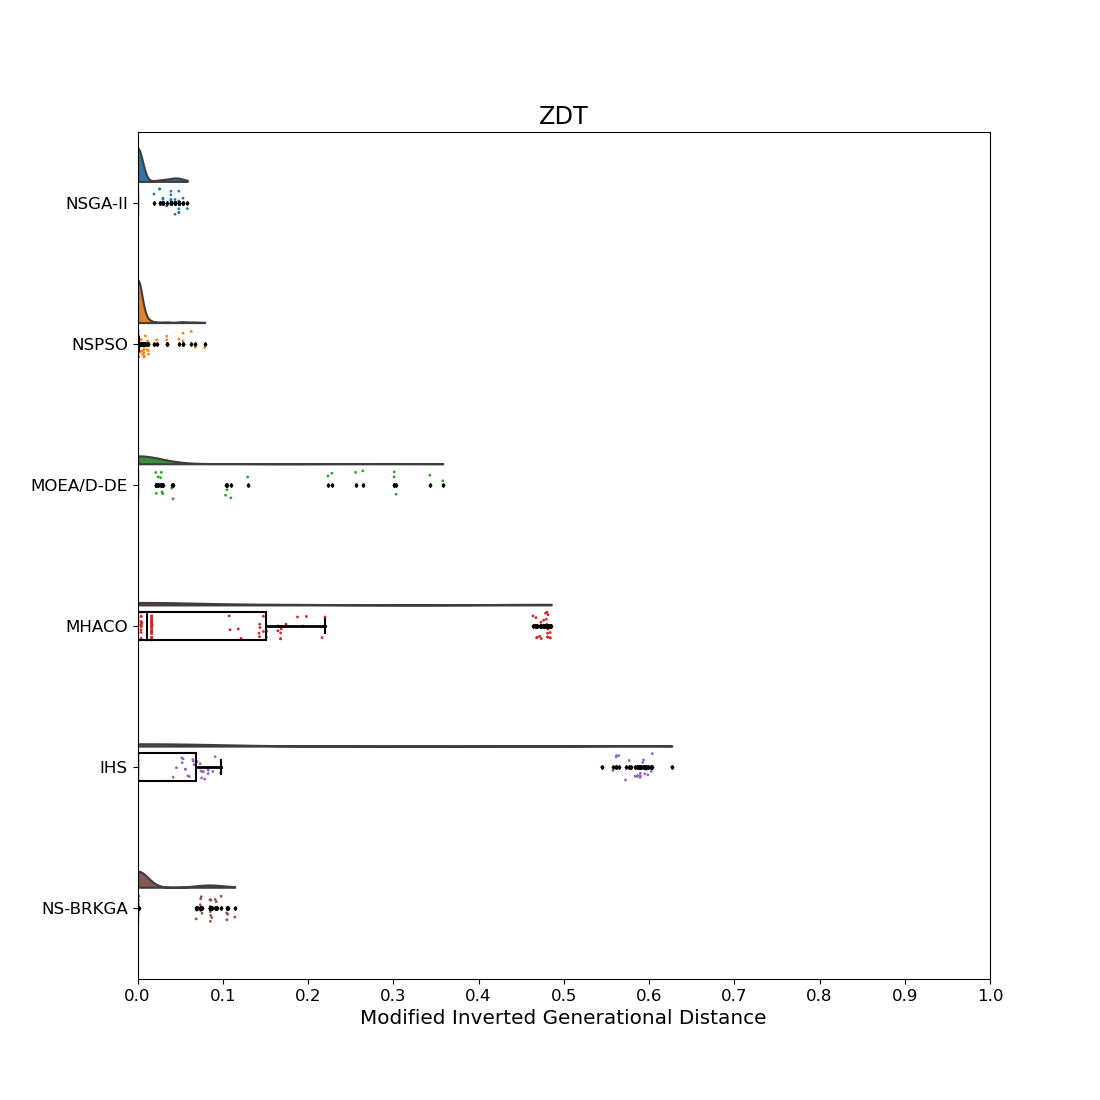 ZDT
NSGA-II
NSPSO
MOEA/D-DE
MHACO
IHS
NS-BRKGA
0.0 0.1 0.2 0.3 0.4 0.5 0.6 0.7 0.8 0.9 1.0
Modified Inverted Generational Distance